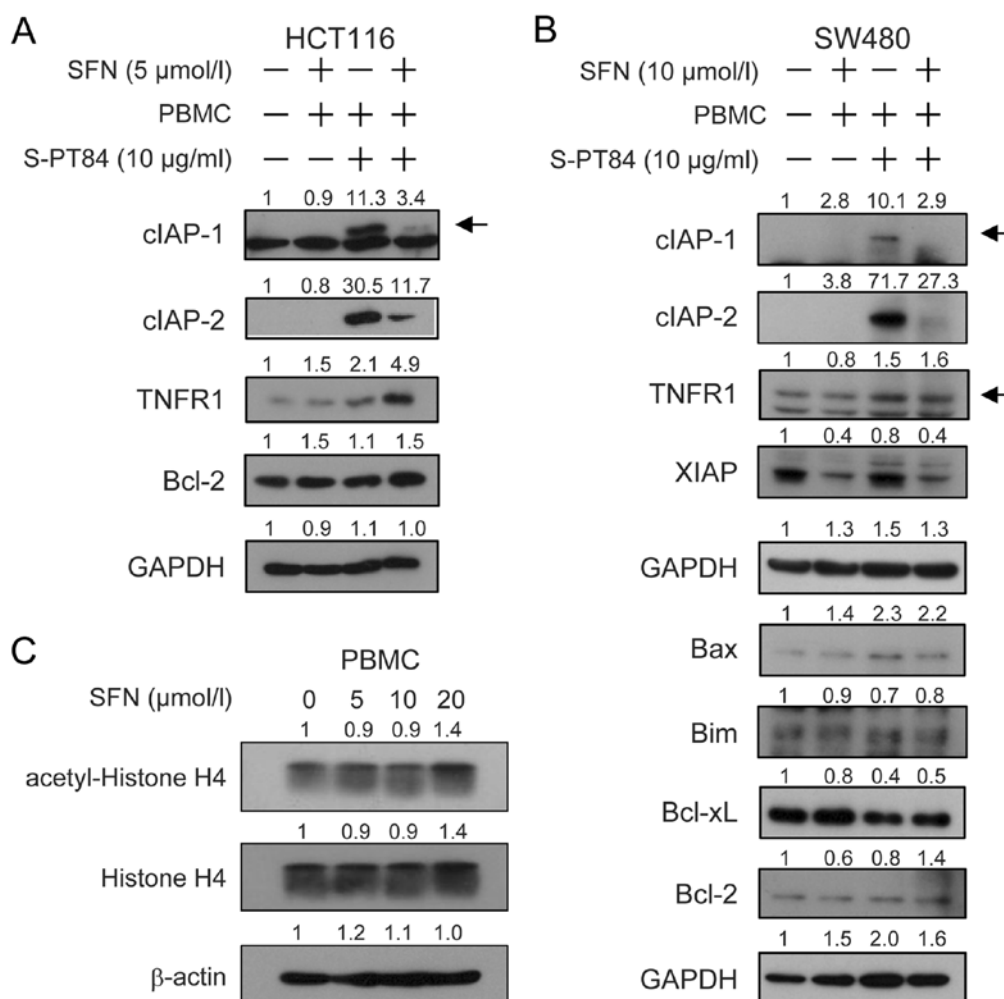 A
HCT116
SFN (5 µmol/l) − + − +
PBMC − + + +
S-PT84 (10 µg/ml) − − + +
1 0.9 11.3 3.4
cIAP-1
1 0.8 30.5 11.7
cIAP-2
1 1.5 2.1 4.9
TNFR1
1 1.5 1.1 1.5
Bcl-2
1 0.9 1.1 1.0
GAPDH
B
SW480
SFN (10 µmol/l) − + − +
PBMC − + + +
S-PT84 (10 µg/ml) − − + +
1 2.8 10.1 2.9
cIAP-1
1 3.8 71.7 27.3
cIAP-2
1 0.8 1.5 1.6
TNFR1
1 0.4 0.8 0.4
XIAP
1 1.3 1.5 1.3
GAPDH
1 1.4 2.3 2.2
Bax
1 0.9 0.7 0.8
Bim
1 0.8 0.4 0.5
Bcl-xL
1 0.6 0.8 1.4
Bcl-2
1 1.5 2.0 1.6
GAPDH
C
PBMC
SFN (µmol/l) 0 5 10 20
1 0.9 0.9 1.4
acetyl-Histone H4
1 0.9 0.9 1.4
Histone H4
1 1.2 1.1 1.0
β-actin